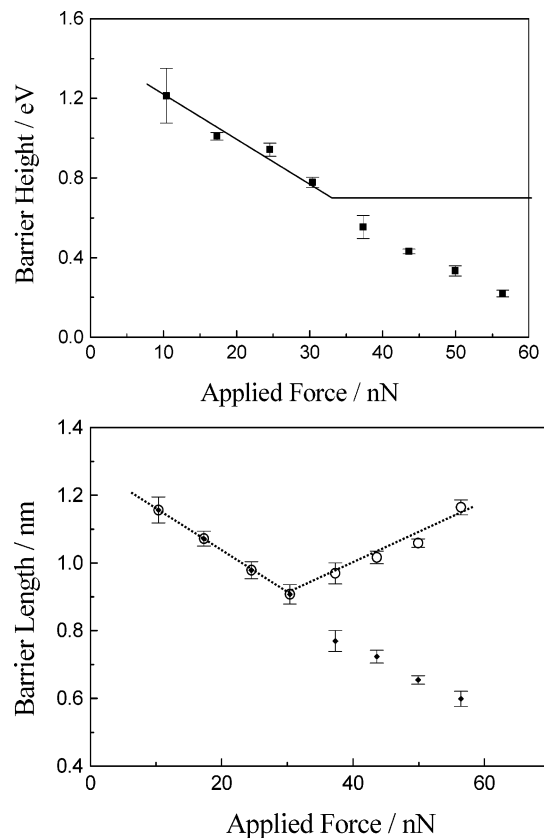 1.6
1.2
0.8
0.4
0.0
Barrier Height / eV
0 10 20 30 40 50 60
Applied Force / nN
1.4
1.2
1.0
0.8
0.6
0.4
Barrier Length / nm
0 20 40 60
Applied Force / nN